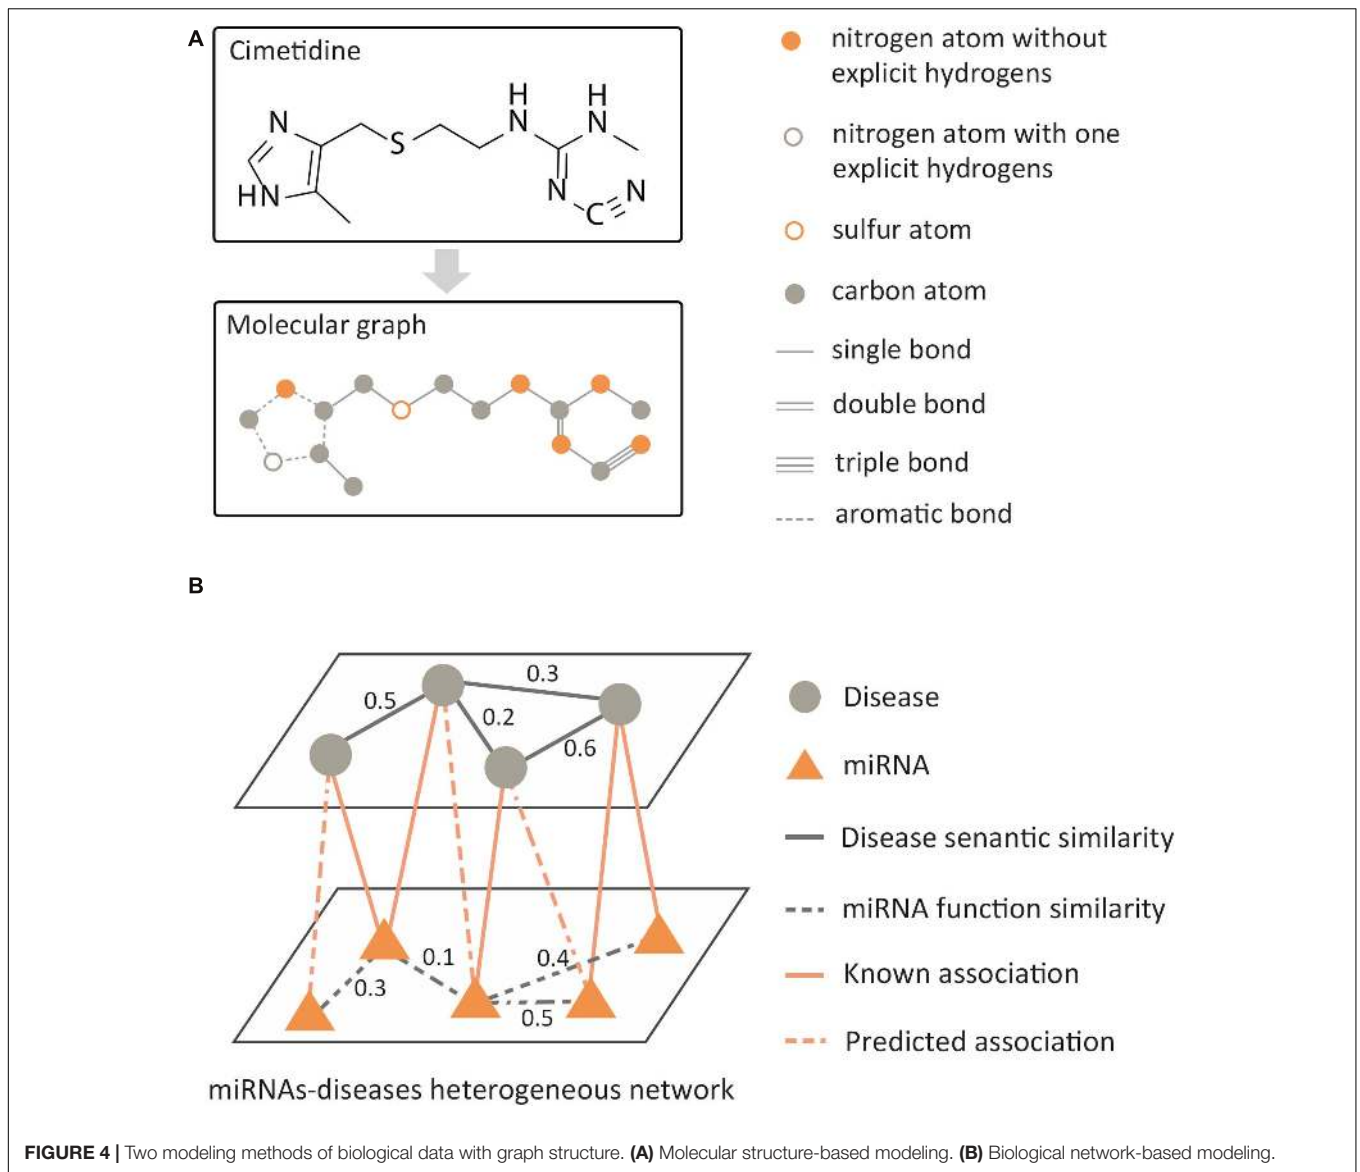 A
Cimetidine
N
S
H
N
H
N
HN
N
C
N
Molecular graph
nitrogen atom without
explicit hydrogens
nitrogen atom with one
explicit hydrogens
sulfur atom
carbon atom
single bond
double bond
triple bond
aromatic bond
B
0.5
0.3
0.2
0.6
0.1
0.4
0.3
0.5
miRNAs-diseases heterogeneous network
Disease
miRNA
Disease senantic similarity
miRNA function similarity
Known association
Predicted association
FIGURE 4 | Two modeling methods of biological data with graph structure. (A) Molecular structure-based modeling. (B) Biological network-based modeling.